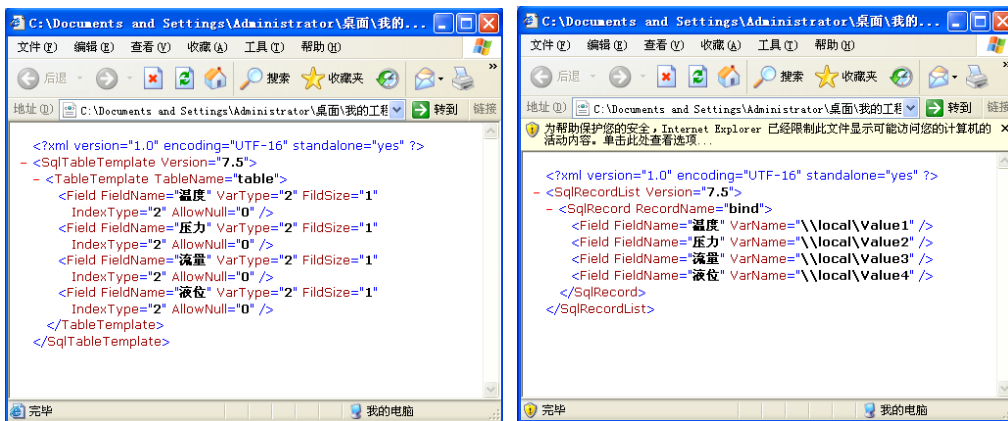 C:\Documents and Settings\Administrator\桌面\我的...
文件(F) 编辑(E) 查看(V) 收藏(A) 工具(T) 帮助(H)
后退 搜索 收藏夹
地址(D) C:\Documents and Settings\Administrator\桌面\我的工程 转到 链接
<?xml version="1.0" encoding="UTF-16" standalone="yes" ?>
- <SqlTableTemplate Version="7.5">
- <TableTemplate TableName="table">
<Field FieldName="温度" VarType="2" FildSize="1"
IndexType="2" AllowNull="0" />
<Field FieldName="压力" VarType="2" FildSize="1"
IndexType="2" AllowNull="0" />
<Field FieldName="流量" VarType="2" FildSize="1"
IndexType="2" AllowNull="0" />
<Field FieldName="液位" VarType="2" FildSize="1"
IndexType="2" AllowNull="0" />
</TableTemplate>
</SqlTableTemplate>
完毕 我的电脑
C:\Documents and Settings\Administrator\桌面\我的...
文件(F) 编辑(E) 查看(V) 收藏(A) 工具(T) 帮助(H)
后退 搜索 收藏夹
地址(D) C:\Documents and Settings\Administrator\桌面\我的工程 转到 链接
为帮助保护您的安全，Internet Explorer 已经限制此文件显示可能访问您的计算机的
活动内容。单击此处查看选项...
<?xml version="1.0" encoding="UTF-16" standalone="yes" ?>
- <SqlRecordList Version="7.5">
- <SqlRecord RecordName="bind">
<Field FieldName="温度" VarName="\\local\Value1" />
<Field FieldName="压力" VarName="\\local\Value2" />
<Field FieldName="流量" VarName="\\local\Value3" />
<Field FieldName="液位" VarName="\\local\Value4" />
</SqlRecord>
</SqlRecordList>
完毕 我的电脑